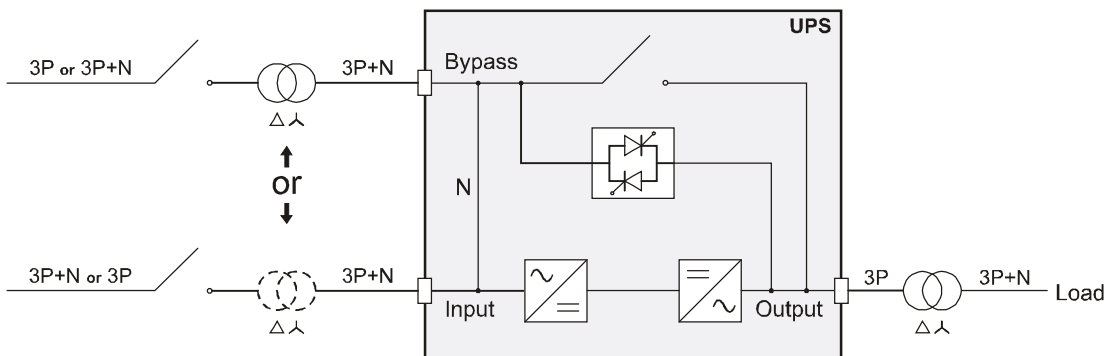 UPS
3P or 3P+N
3P+N
Bypass
or
N
3P+N or 3P
3P+N
Input
Output
3P
3P+N
Load